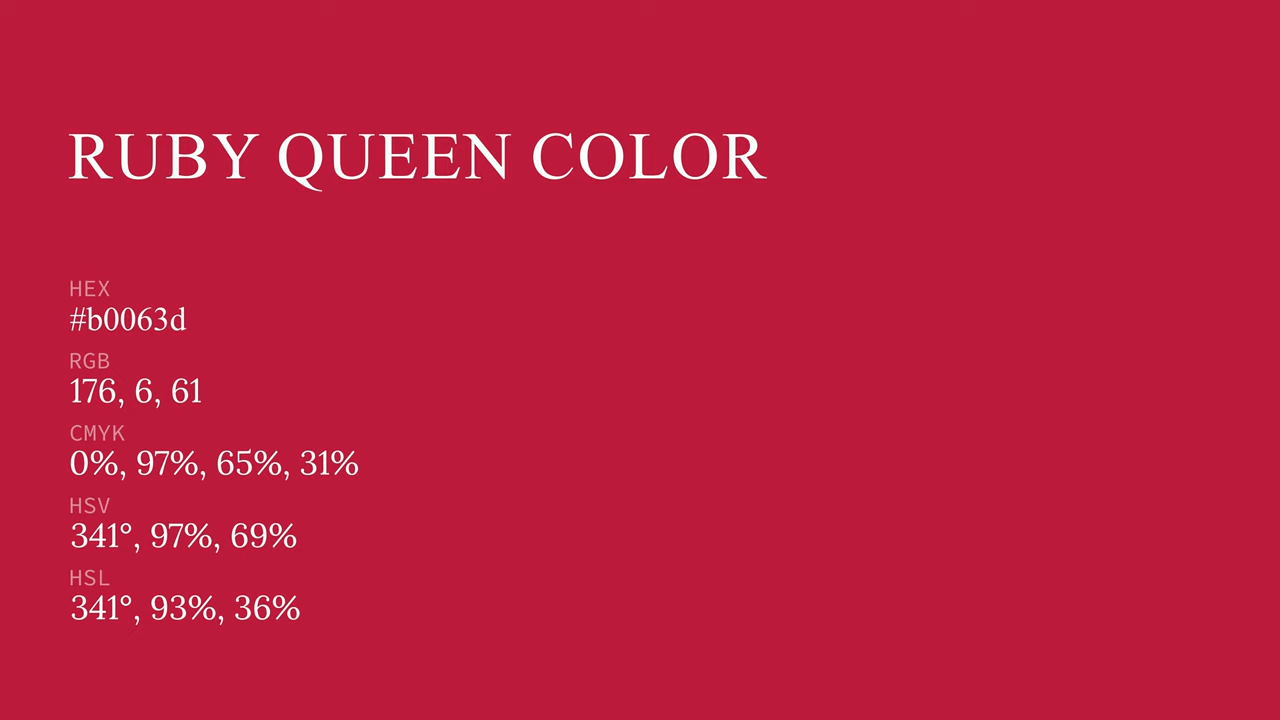 RUBY QUEEN COLOR
HEX
#b0063d
RGB
176, 6, 61
CMYK
0%, 97%, 65%, 31%
HSV
341°, 97%, 69%
HSL
341°, 93%, 36%